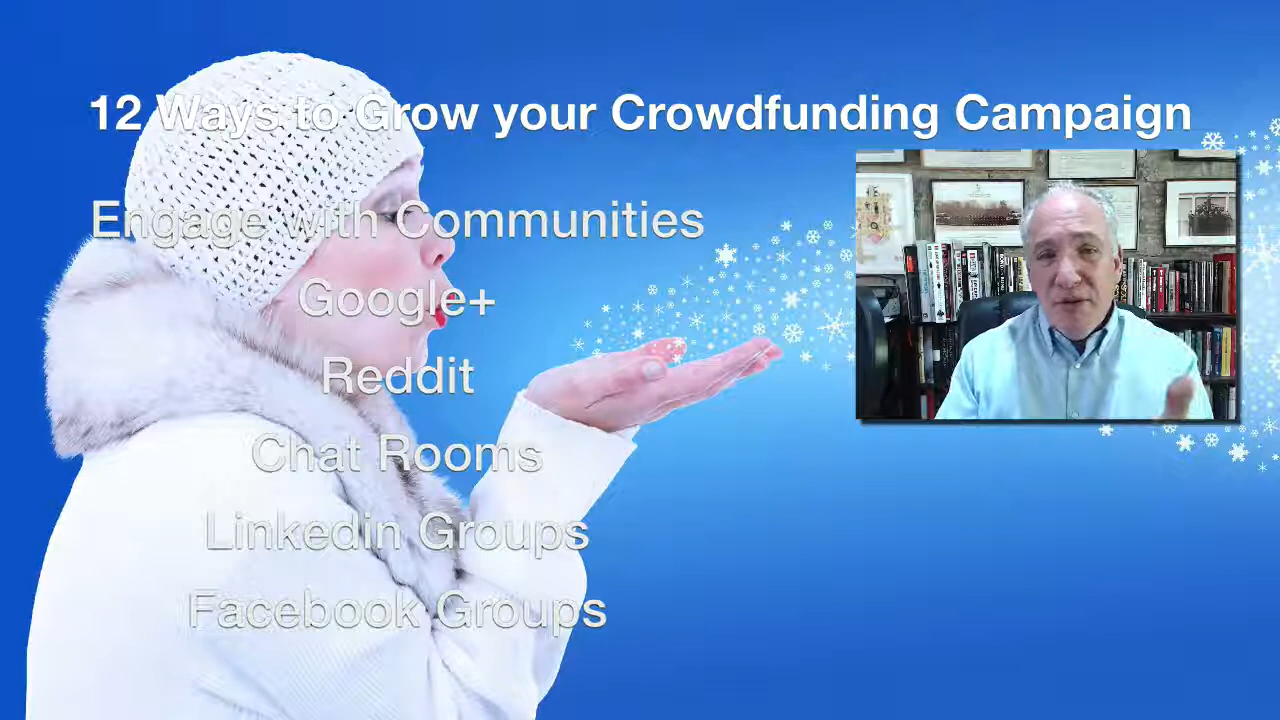 12 Ways to Grow your Crowdfunding Campaign
Engage with Communities
Google+
Reddit
Chat Rooms
Linkedin Groups
Facebook Groups